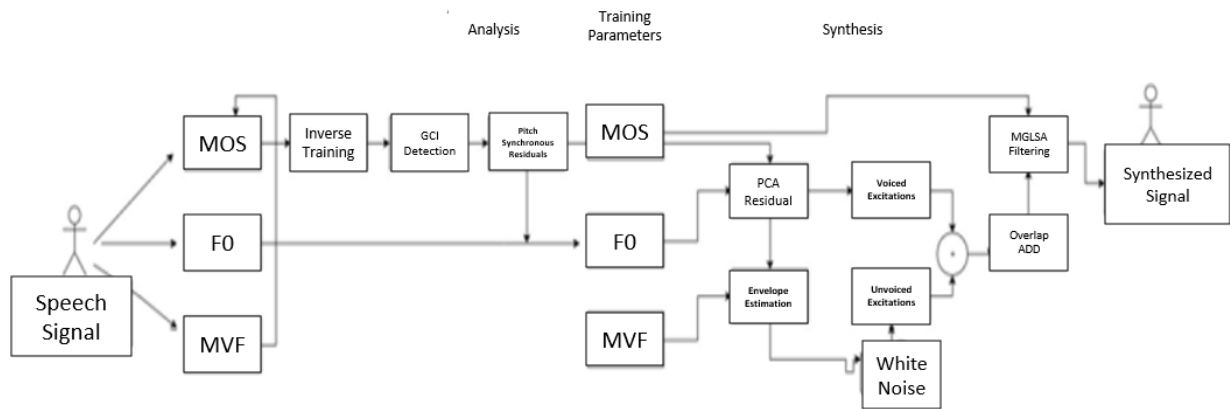 Analysis
Training
Parameters
Synthesis
MOS
Inverse
Training
GCI
Detection
Pitch
Synchronous
Residuals
MOS
MGLSA
Filtering
Synthesized
Signal
PCA
Residual
Voiced
Excitations
Speech
Signal
F0
F0
Overlap
ADD
MVF
MVF
Envelope
Estimation
Unvoiced
Excitations
White
Noise